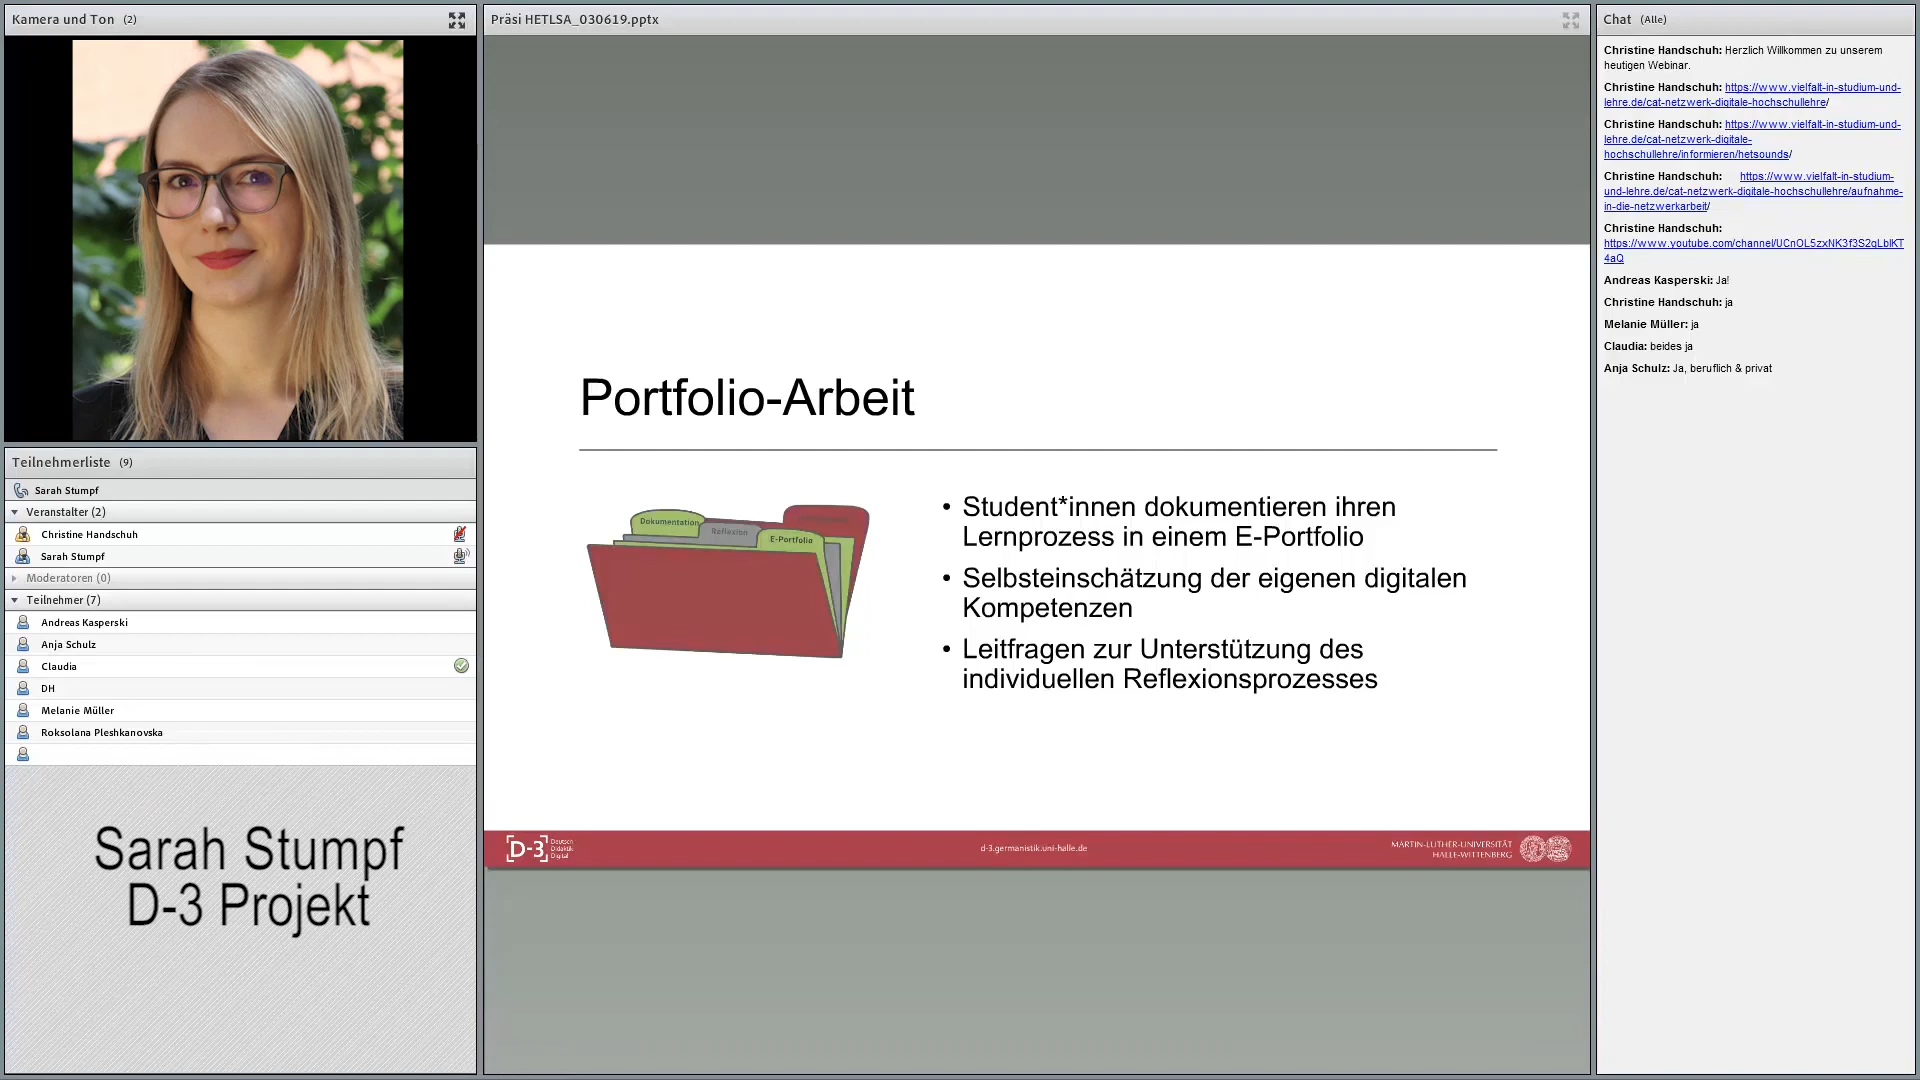 Kamera und Ton (2)
Teilnehmerliste (9)
Sarah Stumpf
Veranstalter (2)
Christine Handschuh
Sarah Stumpf
Moderatoren (0)
Teilnehmer (7)
Andreas Kasperski
Anja Schulz
Claudia
DH
Melanie Müller
Roksolana Pleshkanovska
Sarah Stumpf
D-3 Projekt
Präsi HETLSA_030619.pptx
Portfolio-Arbeit
Dokumentation
Reflexion
E-Portfolio
• Student*innen dokumentieren ihren
Lernprozess in einem E-Portfolio
• Selbsteinschätzung der eigenen digitalen
Kompetenzen
• Leitfragen zur Unterstützung des
individuellen Reflexionsprozesses
[D-3] Deutsch
Didaktik
Digital
d-3.germanistik.uni-halle.de
MARTIN-LUTHER-UNIVERSITÄT
HALLE-WITTENBERG
Chat (Alle)
Christine Handschuh: Herzlich Willkommen zu unserem
heutigen Webinar.
Christine Handschuh: https://www.vielfalt-in-studium-und-
lehre.de/cat-netzwerk-digitale-hochschullehre/
Christine Handschuh: https://www.vielfalt-in-studium-und-
lehre.de/cat-netzwerk-digitale-
hochschullehre/informieren/hetsounds/
Christine Handschuh: https://www.vielfalt-in-studium-
und-lehre.de/cat-netzwerk-digitale-hochschullehre/aufnahme-
in-die-netzwerkarbeit/
Christine Handschuh:
Andreas Kasperski: Ja!
Christine Handschuh: ja
Melanie Müller: ja
Claudia: beides ja
Anja Schulz: Ja, beruflich & privat